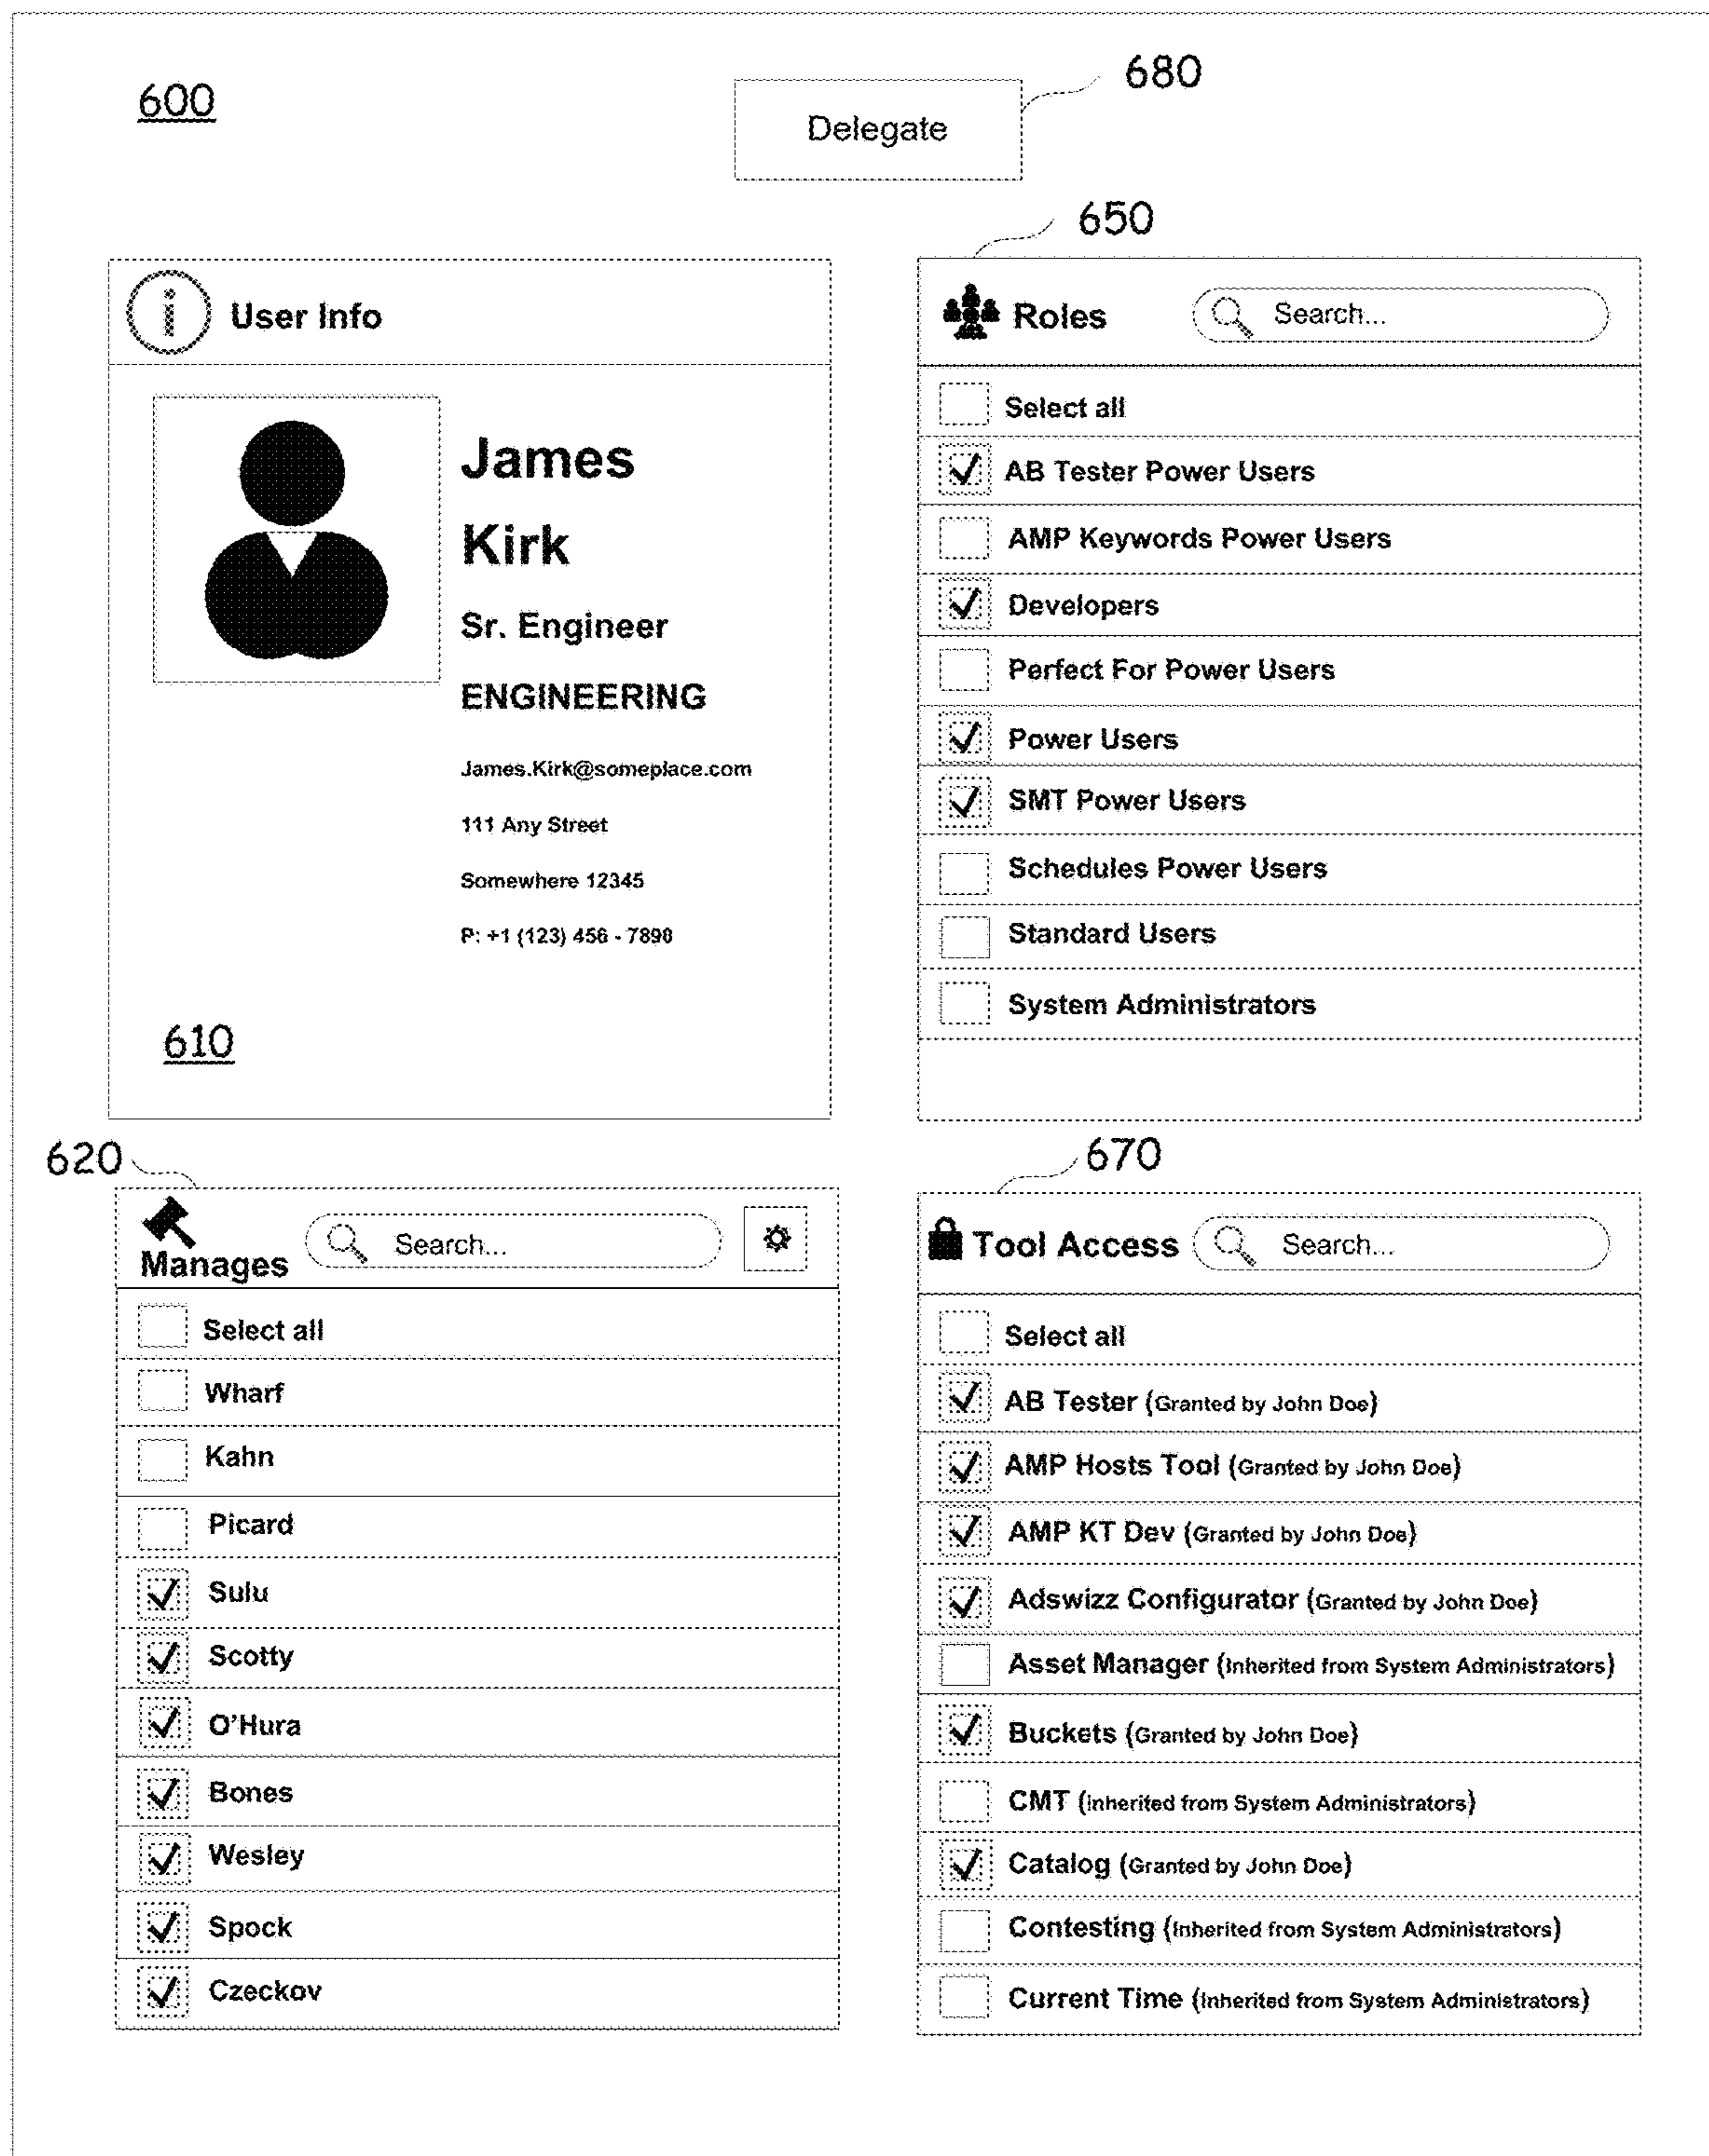 600
Delegate
680
650
User Info
James
Kirk
Sr. Engineer
ENGINEERING
James.Kirk@someplace.com
111 Any Street
Somewhere 12345
P: +1 (123) 456 - 7890
610
Roles
Search...
Select all
AB Tester Power Users
AMP Keywords Power Users
Developers
Perfect For Power Users
Power Users
SMT Power Users
Schedules Power Users
Standard Users
System Administrators
620
Manages
Search...
Select all
Wharf
Kahn
Picard
Sulu
Scotty
O'Hura
Bones
Wesley
Spock
Czeckov
670
Tool Access
Search...
Select all
AB Tester (Granted by John Doe)
AMP Hosts Tool (Granted by John Doe)
AMP KT Dev (Granted by John Doe)
Adswizz Configurator (Granted by John Doe)
Asset Manager (Inherited from System Administrators)
Buckets (Granted by John Doe)
CMT (Inherited from System Administrators)
Catalog (Granted by John Doe)
Contesting (Inherited from System Administrators)
Current Time (Inherited from System Administrators)